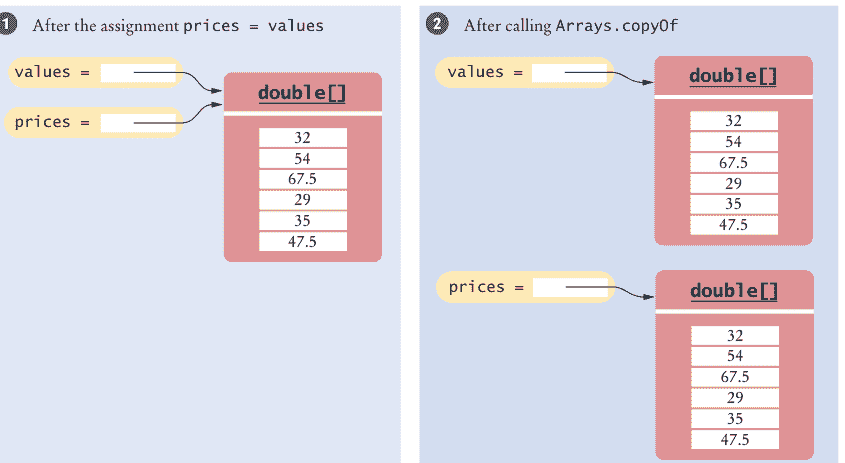 1 After the assignment prices = values
values =
prices =
double[]
32
54
67.5
29
35
47.5
2 After calling Arrays.copyOf
values =
double[]
32
54
67.5
29
35
47.5
prices =
double[]
32
54
67.5
29
35
47.5